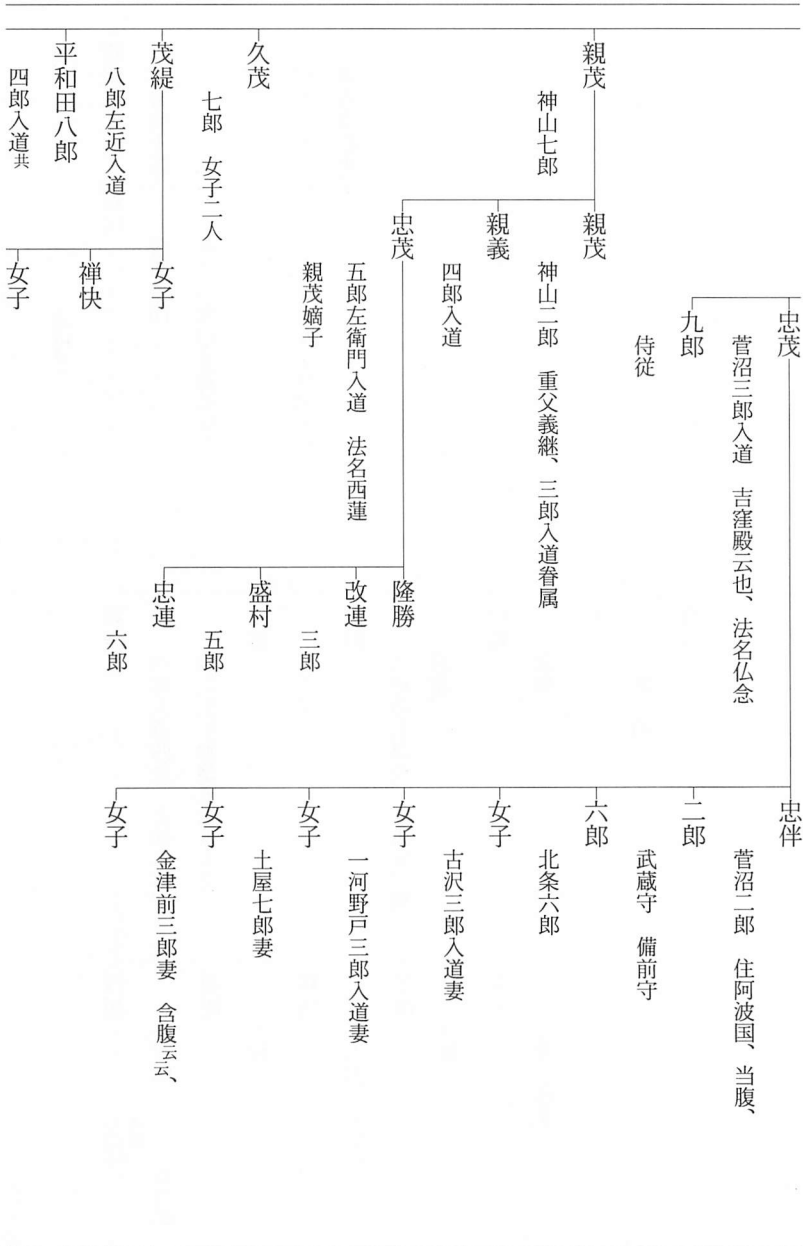 忠茂
菅沼三郎入道　吉窪殿云也、法名仏念
九郎
侍従
忠伴
菅沼二郎　住阿波国、当腹、
二郎
武蔵守　備前守
六郎
北条六郎
女子
古沢三郎入道妻
女子
一河野戸三郎入道妻
女子
土屋七郎妻
女子
金津前三郎妻　含腹云云、
女子
親茂
神山七郎
親茂
神山二郎　重父義継、三郎入道眷属
親義
四郎入道
忠茂
五郎左衛門入道　法名西蓮
親茂嫡子
隆勝
改連
三郎
盛村
五郎
忠連
六郎
久茂
七郎　女子二人
茂緹
八郎左近入道
女子
禅快
女子
平和田八郎
四郎入道共